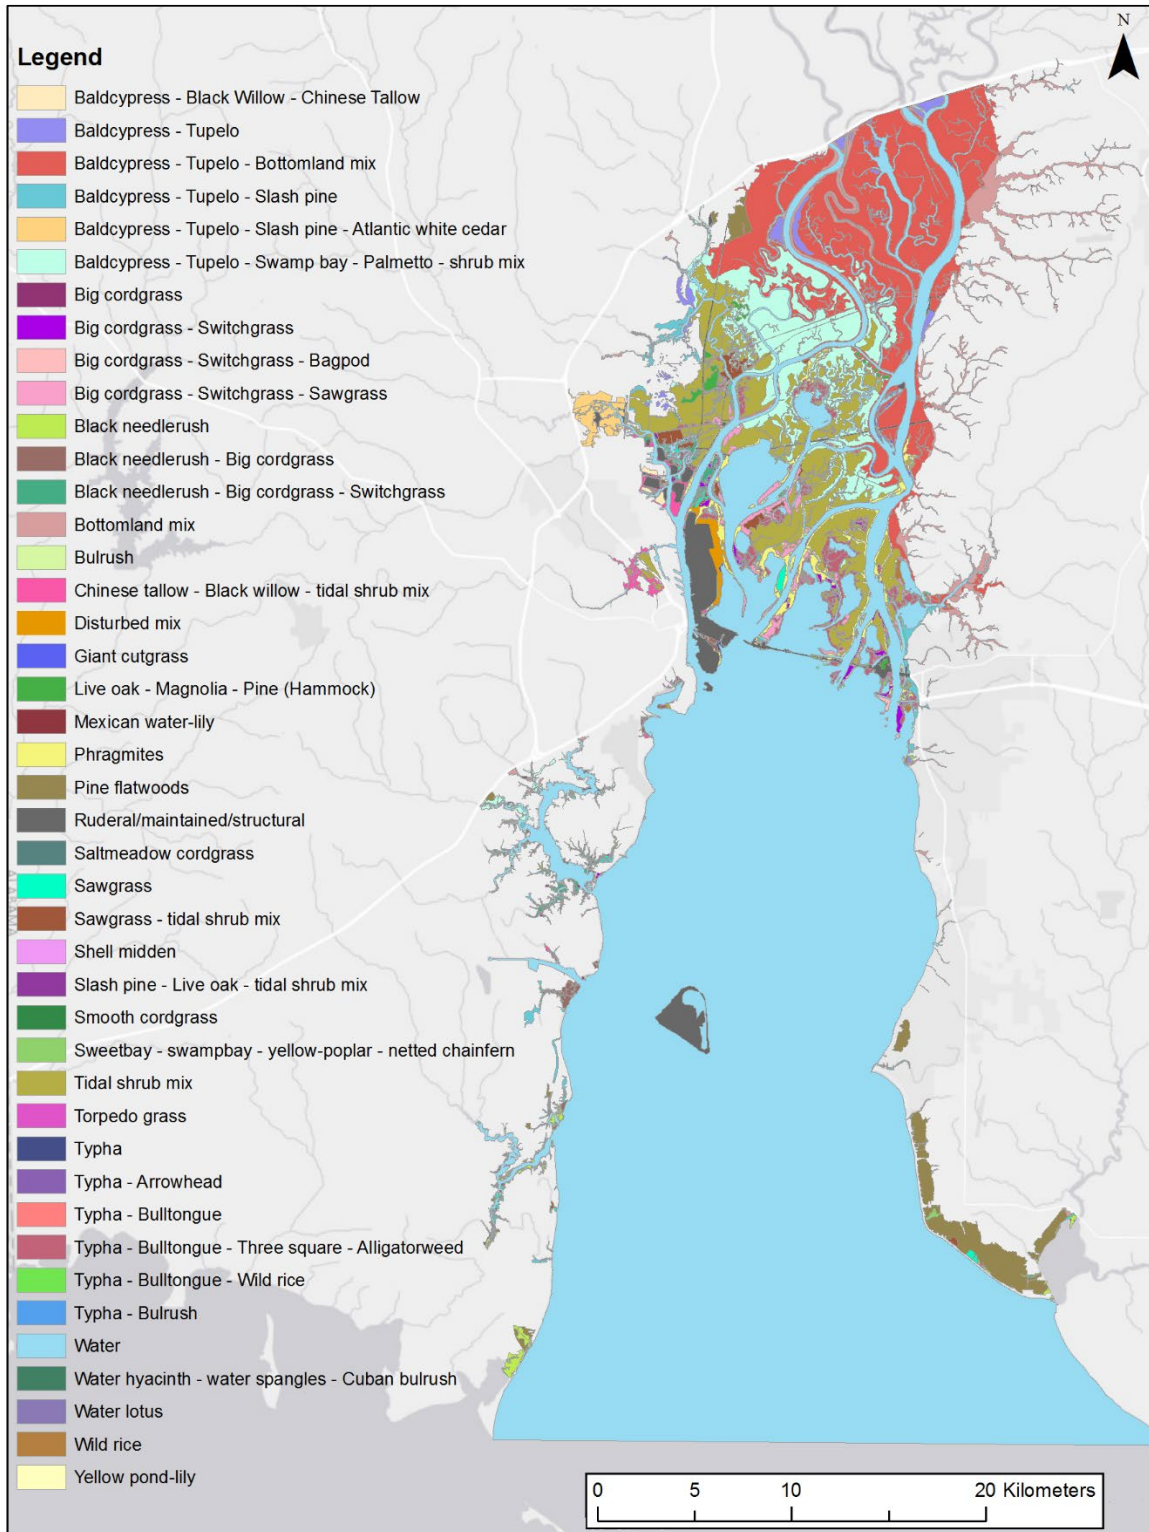 N
Legend
Baldcypress - Black Willow - Chinese Tallow
Baldcypress - Tupelo
Baldcypress - Tupelo - Bottomland mix
Baldcypress - Tupelo - Slash pine
Baldcypress - Tupelo - Slash pine - Atlantic white cedar
Baldcypress - Tupelo - Swamp bay - Palmetto - shrub mix
Big cordgrass
Big cordgrass - Switchgrass
Big cordgrass - Switchgrass - Bagpod
Big cordgrass - Switchgrass - Sawgrass
Black needlerush
Black needlerush - Big cordgrass
Black needlerush - Big cordgrass - Switchgrass
Bottomland mix
Bulrush
Chinese tallow - Black willow - tidal shrub mix
Disturbed mix
Giant cutgrass
Live oak - Magnolia - Pine (Hammock)
Mexican water-lily
Phragmites
Pine flatwoods
Ruderal/maintained/structural
Saltmeadow cordgrass
Sawgrass
Sawgrass - tidal shrub mix
Shell midden
Slash pine - Live oak - tidal shrub mix
Smooth cordgrass
Sweetbay - swampbay - yellow-poplar - netted chainfern
Tidal shrub mix
Torpedo grass
Typha
Typha - Arrowhead
Typha - Bulltongue
Typha - Bulltongue - Three square - Alligatorweed
Typha - Bulltongue - Wild rice
Typha - Bulrush
Water
Water hyacinth - water spangles - Cuban bulrush
Water lotus
Wild rice
Yellow pond-lily
0 5 10 20 Kilometers